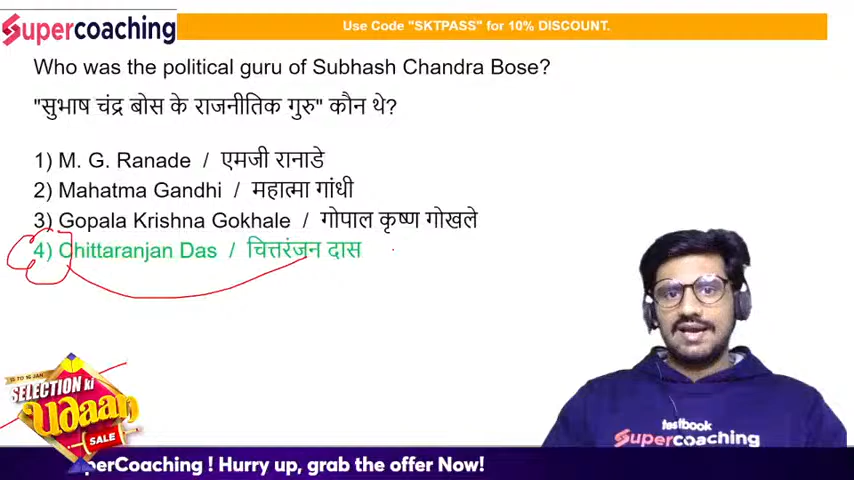 Supercoaching
Use Code "SKTPASS" for 10% DISCOUNT.
Who was the political guru of Subhash Chandra Bose?
"सुभाष चंद्र बोस के राजनीतिक गुरु" कौन थे?
1) M. G. Ranade / एमजी रानाडे
2) Mahatma Gandhi / महात्मा गांधी
3) Gopala Krishna Gokhale / गोपाल कृष्ण गोखले
4) Chittaranjan Das / चित्तरंजन दास
SELECTION की
Udaan
SALE
testbook
Supercoaching
perCoaching ! Hurry up, grab the offer Now!